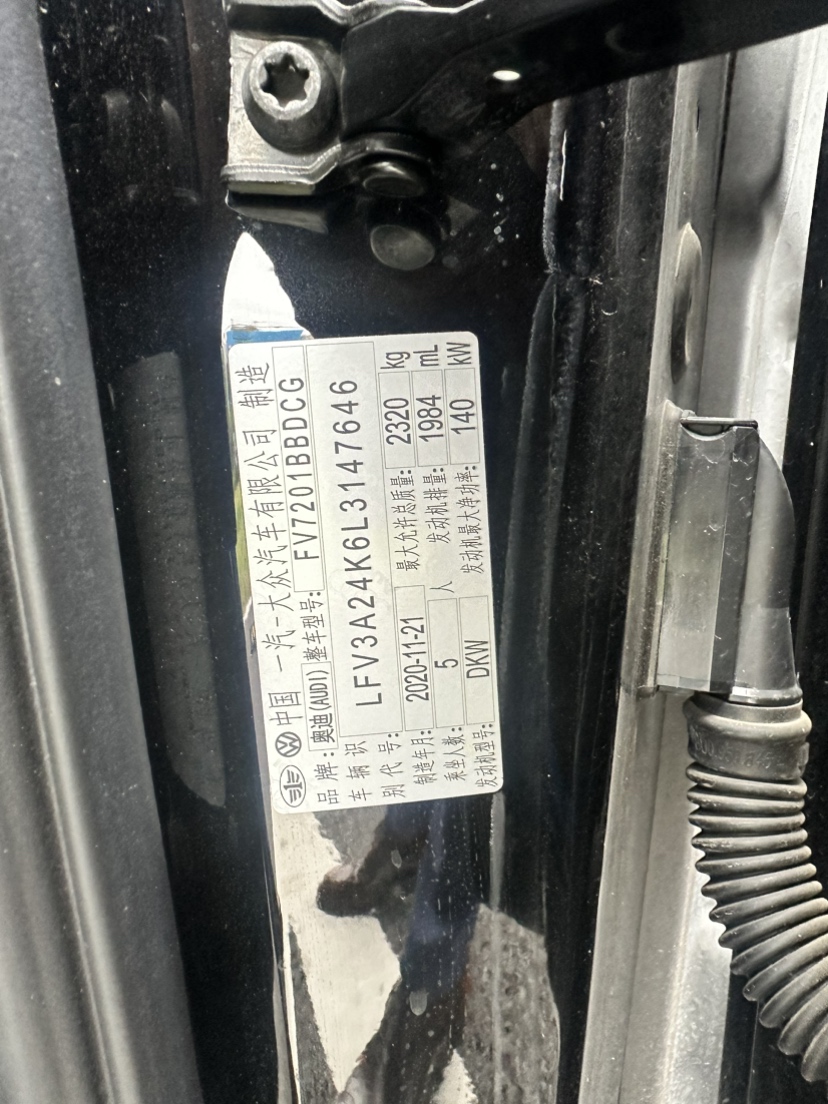 中国 一汽-大众汽车有限公司 制造
品牌:奥迪(AUDI) 整车型号: FV7201BBDCG
车辆识别代号: LFV3A24K6L3147646
制造年月: 2020-11-21 最大允许总质量: 2320 kg
乘坐人数: 5 人 发动机排量: 1984 mL
发动机型号: DKW 发动机最大净功率: 140 kW